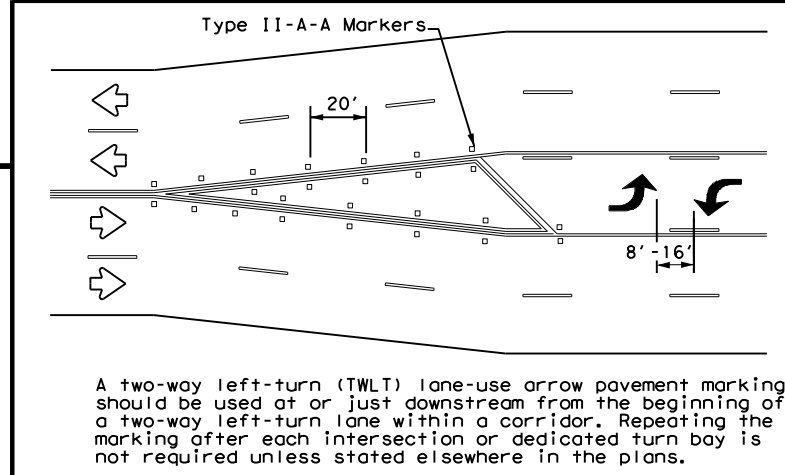 Type II-A-A Markers
20'
8'-16'
A two-way left-turn (TWLT) lane-use arrow pavement marking
should be used at or just downstream from the beginning of
a two-way left-turn lane within a corridor. Repeating the
marking after each intersection or dedicated turn bay is
not required unless stated elsewhere in the plans.